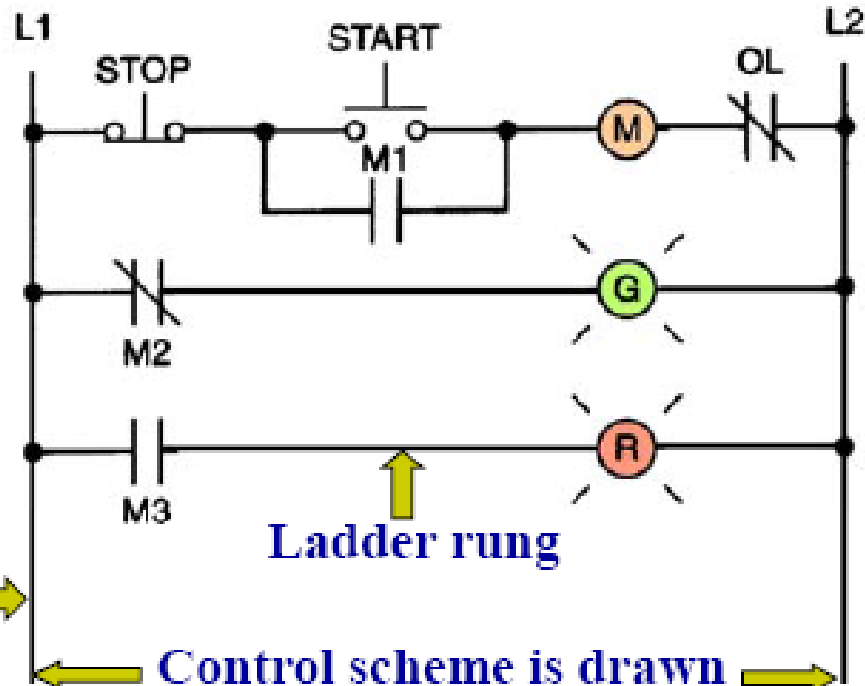 L1
L2
START
STOP
OL
M
M1
G
M2
R
M3
Ladder rung
Control scheme is drawn